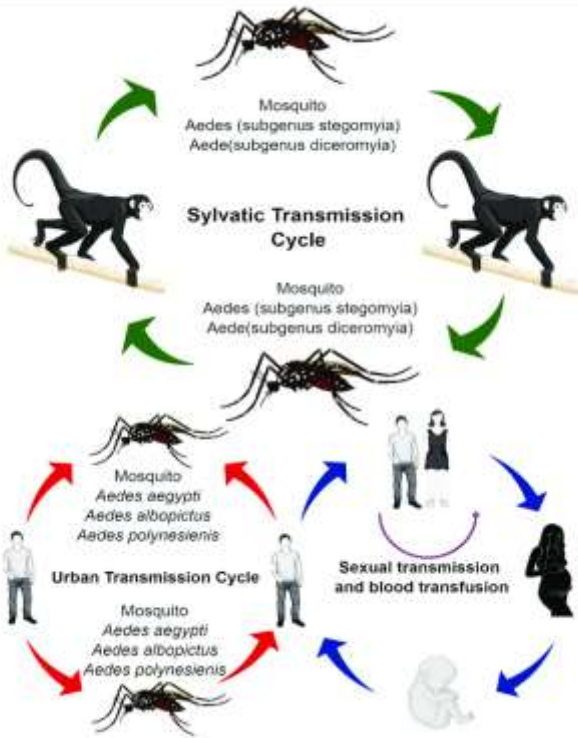 Mosquito
Aedes (subgenus stegomyia)
Aede(subgenus diceromyia)
Sylvatic Transmission
Cycle
Mosquito
Aedes (subgenus stegomyia)
Aede(subgenus diceromyia)
Mosquito
Aedes aegypti
Aedes albopictus
Aedes polynesienis
Urban Transmission Cycle
Mosquito
Aedes aegypti
Aedes albopictus
Aedes polynesienis
Sexual transmission
and blood transfusion